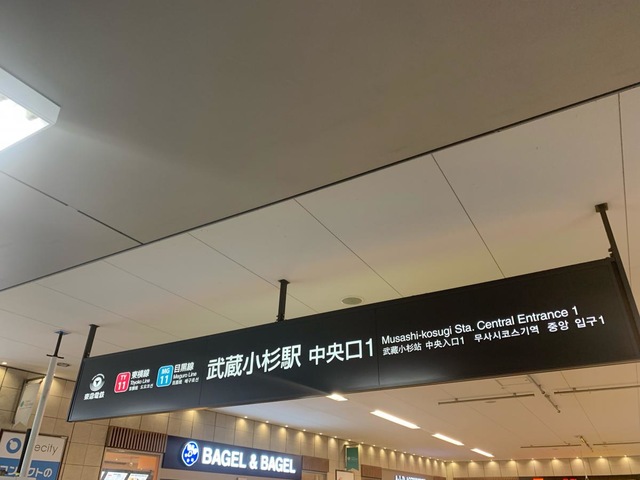 東急電鉄
TY
11
東横線
Toyoko Line
MG
11
目黒線
Meguro Line
武蔵小杉駅 中央口1
Musashi-kosugi Sta. Central Entrance 1
武藏小杉站 中央入口1 무사시코스기역 중앙 입구1
BAGEL & BAGEL
ecity